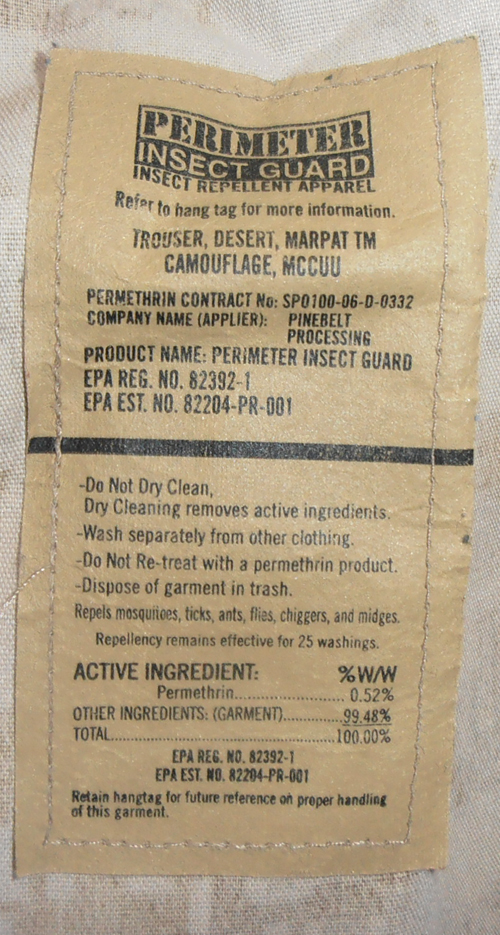 PERIMETER
INSECT GUARD
INSECT REPELLENT APPAREL
Refer to hang tag for more information.
TROUSER, DESERT, MARPAT TM
CAMOUFLAGE, MCCUU
PERMETHRIN CONTRACT No: SP0100-06-D-0332
COMPANY NAME (APPLIER): PINEBELT
PROCESSING
PRODUCT NAME: PERIMETER INSECT GUARD
EPA REG. NO. 82392-1
EPA EST. NO. 82204-PR-001
-Do Not Dry Clean,
Dry Cleaning removes active ingredients.
-Wash separately from other clothing.
-Do Not Re-treat with a permethrin product.
-Dispose of garment in trash.
Repels mosquitoes, ticks, ants, flies, chiggers, and midges.
Repellency remains effective for 25 washings.
ACTIVE INGREDIENT: %W/W
Permethrin.................... 0.52%
OTHER INGREDIENTS: (GARMENT)..............99.48%
TOTAL.......................................100.00%
EPA REG. NO. 82392-1
EPA EST. NO. 82204-PR-001
Retain hangtag for future reference on proper handling
of this garment.